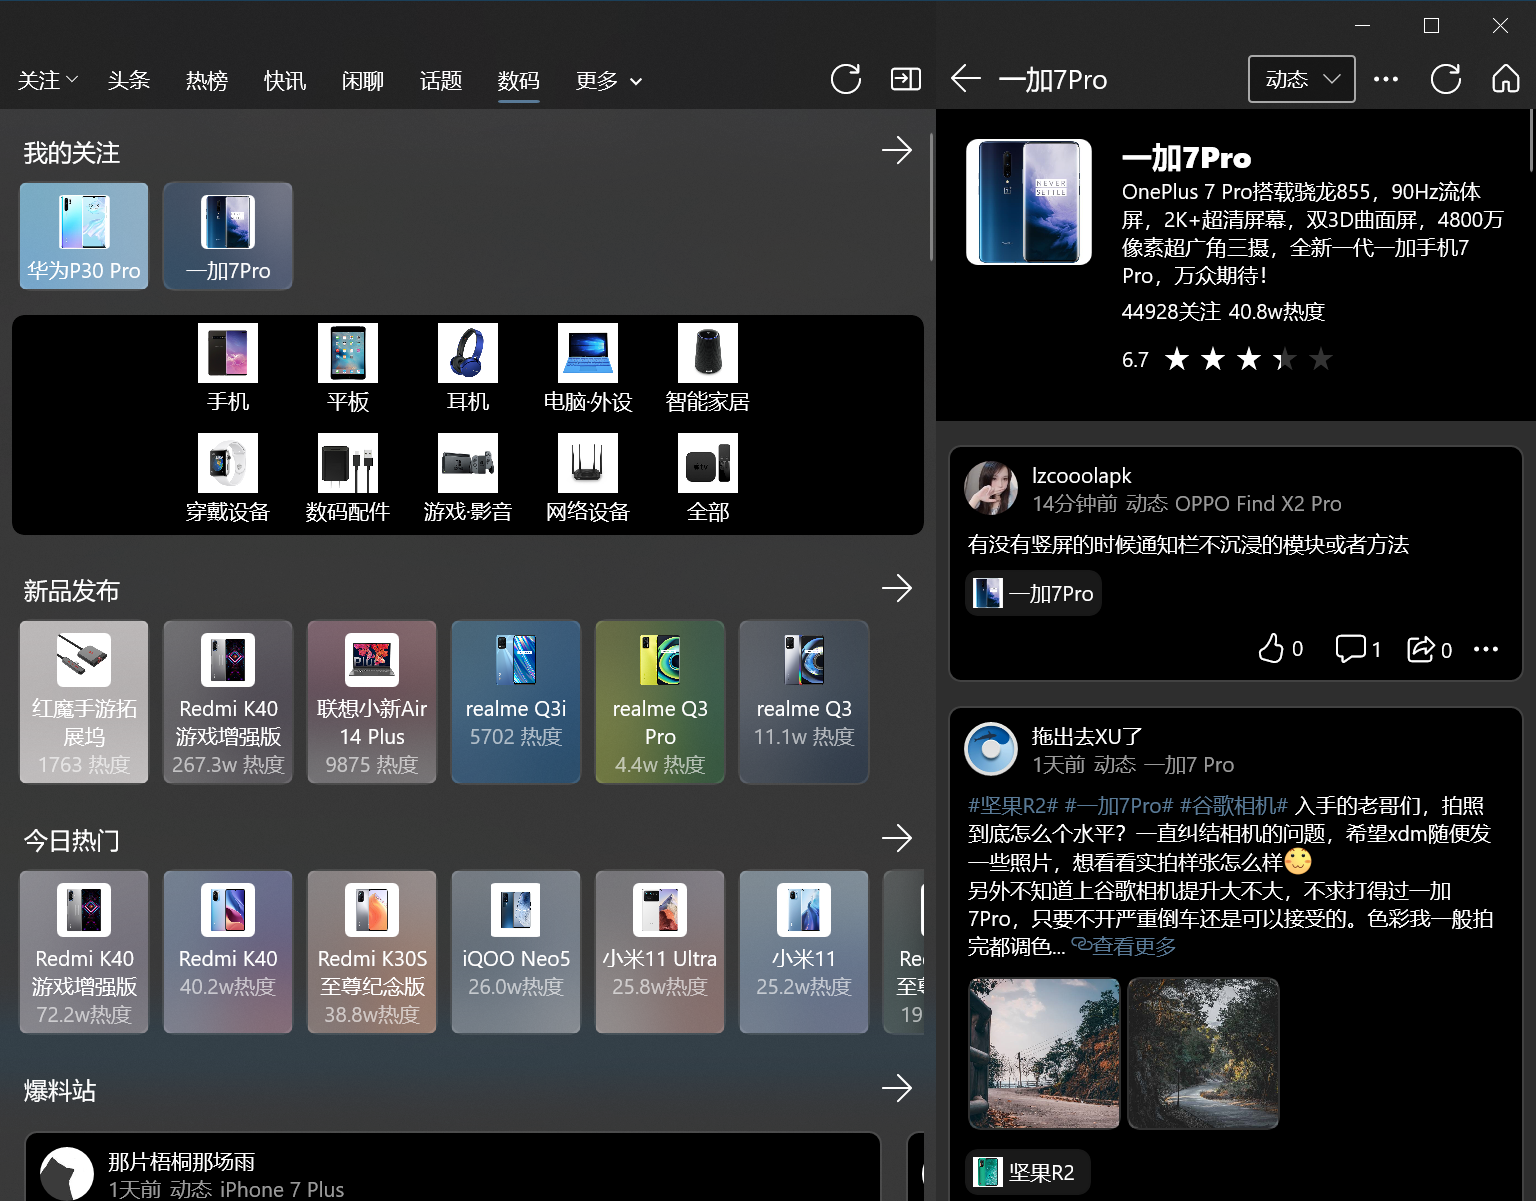 关注 头条 热榜 快讯 闲聊 话题 数码 更多
我的关注
华为P30 Pro
一加7Pro
手机 平板 耳机 电脑·外设 智能家居
穿戴设备 数码配件 游戏·影音 网络设备 全部
新品发布
红魔手游拓
展坞
1763 热度
Redmi K40
游戏增强版
267.3w 热度
联想小新Air
14 Plus
9875 热度
realme Q3i
5702 热度
realme Q3
Pro
4.4w 热度
realme Q3
11.1w 热度
今日热门
Redmi K40
游戏增强版
72.2w热度
Redmi K40
40.2w热度
Redmi K30S
至尊纪念版
38.8w热度
iQOO Neo5
26.0w热度
小米11 Ultra
25.8w热度
小米11
25.2w热度
Re
至尊
19
爆料站
那片梧桐那场雨
1天前 动态 iPhone 7 Plus
一加7Pro 动态
NEVER
SETTLE
一加7Pro
OnePlus 7 Pro搭载骁龙855，90Hz流体
屏，2K+超清屏幕，双3D曲面屏，4800万
像素超广角三摄，全新一代一加手机7
Pro，万众期待！
44928关注 40.8w热度
6.7
lzcooolapk
14分钟前 动态 OPPO Find X2 Pro
有没有竖屏的时候通知栏不沉浸的模块或者方法
一加7Pro
0 1 0
拖出去XU了
1天前 动态 一加7 Pro
#坚果R2# #一加7Pro# #谷歌相机# 入手的老哥们，拍照
到底怎么个水平？一直纠结相机的问题，希望xdm随便发
一些照片，想看看实拍样张怎么样
另外不知道上谷歌相机提升大不大，不求打得过一加
7Pro，只要不开严重倒车还是可以接受的。色彩我一般拍
完都调色... 查看更多
坚果R2